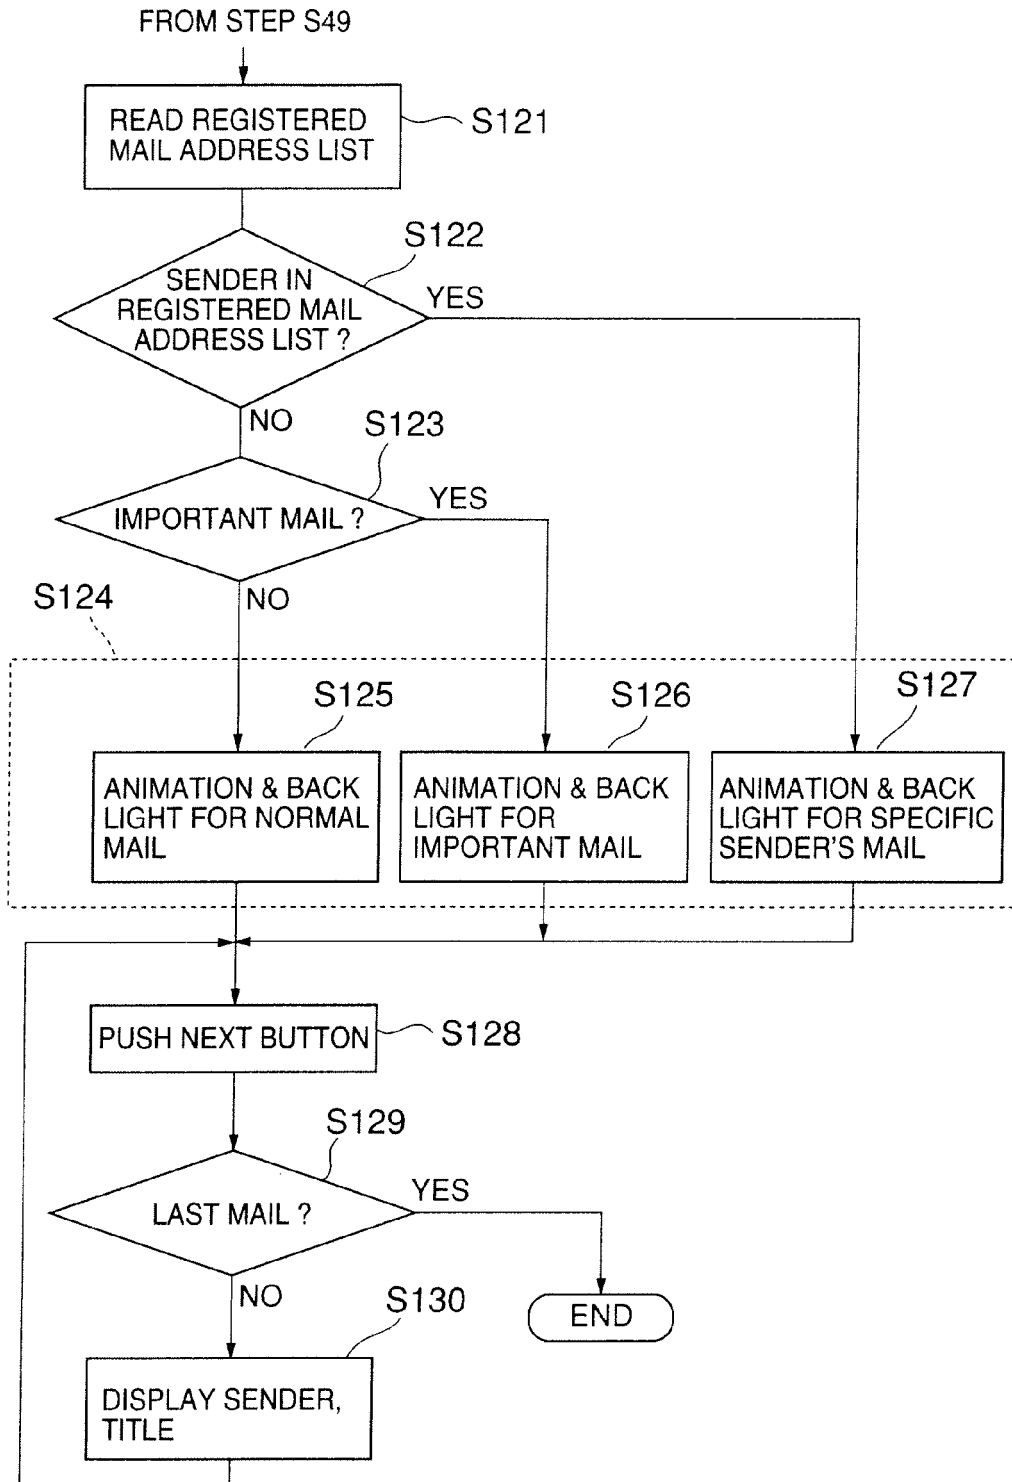 FROM STEP S49
READ REGISTERED
MAIL ADDRESS LIST
S121
S122
SENDER IN
REGISTERED MAIL
ADDRESS LIST ?
YES
NO
S123
IMPORTANT MAIL ?
YES
NO
S124
S125
S126
S127
ANIMATION & BACK
LIGHT FOR NORMAL
MAIL
ANIMATION & BACK
LIGHT FOR
IMPORTANT MAIL
ANIMATION & BACK
LIGHT FOR SPECIFIC
SENDER'S MAIL
PUSH NEXT BUTTON
S128
S129
LAST MAIL ?
YES
NO
END
S130
DISPLAY SENDER,
TITLE